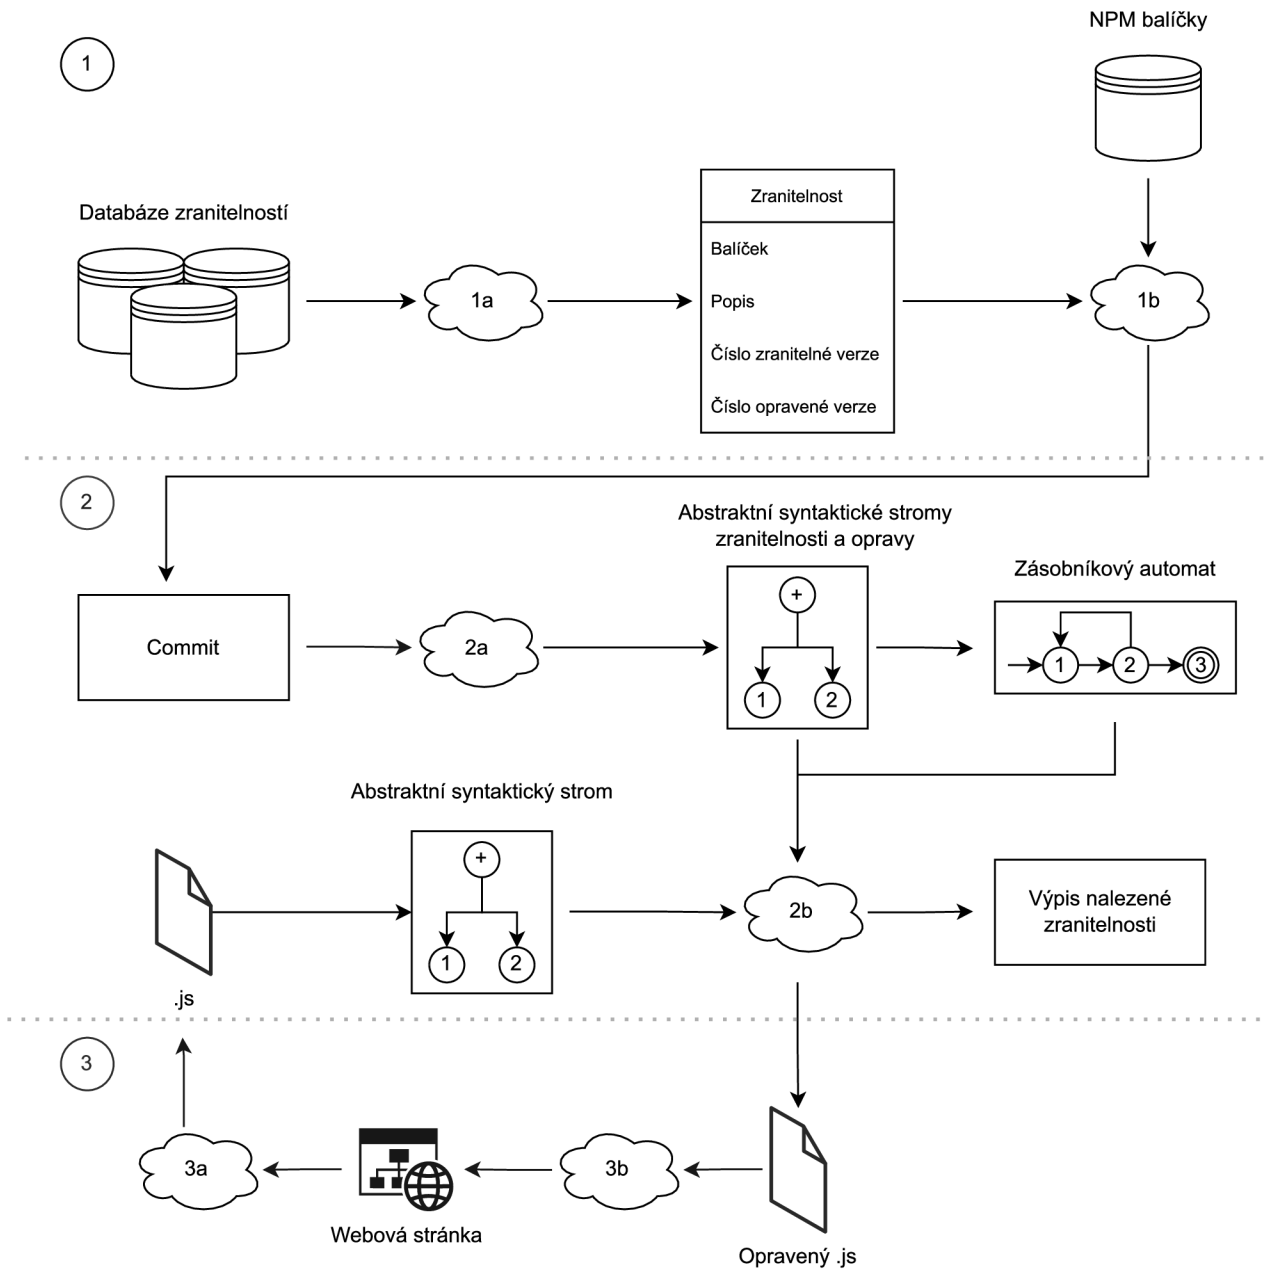 NPM balíčky
1
Databáze zranitelností
Zranitelnost
Balíček
Popis
Číslo zranitelné verze
Číslo opravené verze
1a
1b
2
Abstraktní syntaktické stromy
zranitelnosti a opravy
Zásobníkový automat
Commit
2a
+
1
2
1
2
3
Abstraktní syntaktický strom
+
1
2
2b
Výpis nalezené
zranitelnosti
.js
3
3a
3b
Webová stránka
Opravený .js